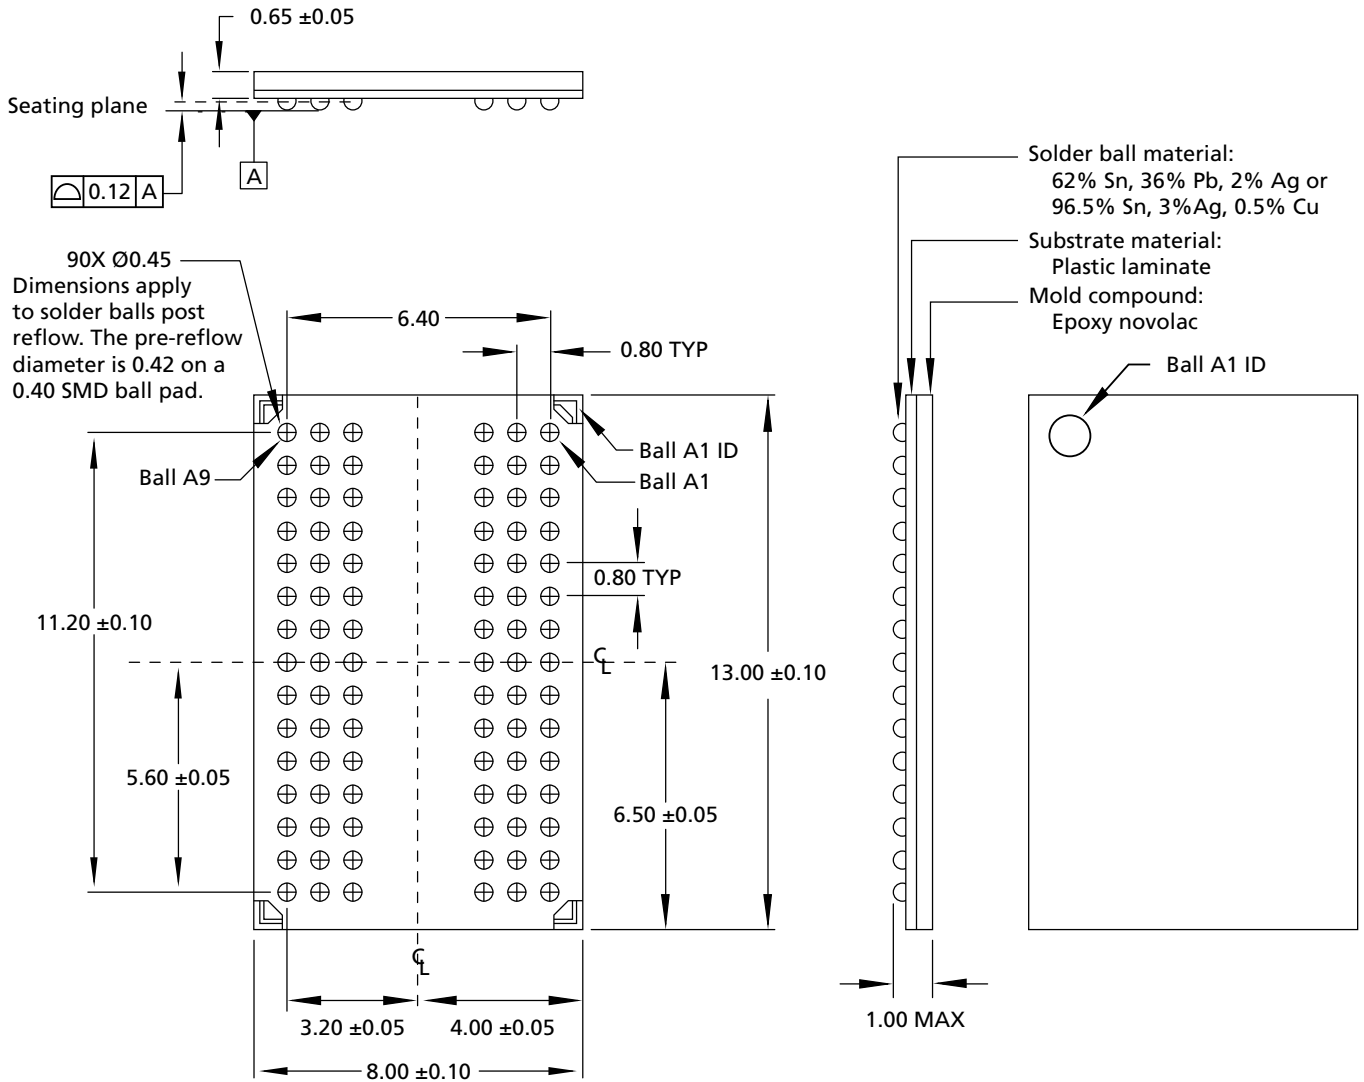 0.65 ±0.05
Seating plane
A
0.12 A
Solder ball material:
62% Sn, 36% Pb, 2% Ag or
96.5% Sn, 3%Ag, 0.5% Cu
Substrate material:
Plastic laminate
Mold compound:
Epoxy novolac
90X Ø0.45
Dimensions apply
to solder balls post
reflow. The pre-reflow
diameter is 0.42 on a
0.40 SMD ball pad.
6.40
0.80 TYP
Ball A1 ID
Ball A1 ID
Ball A9
Ball A1
0.80 TYP
11.20 ±0.10
CL
13.00 ±0.10
5.60 ±0.05
6.50 ±0.05
CL
3.20 ±0.05
4.00 ±0.05
1.00 MAX
8.00 ±0.10